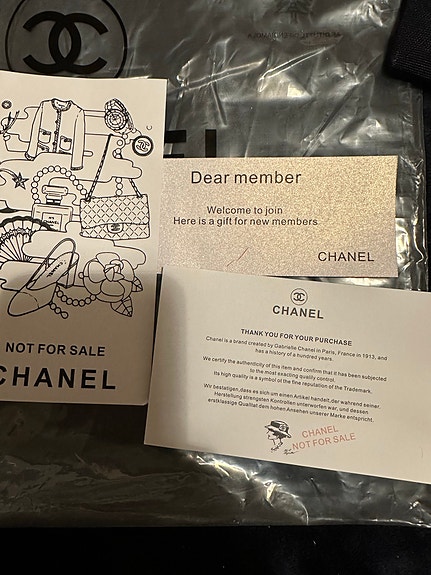 Dear member
Welcome to join
Here is a gift for new members
CHANEL
NOT FOR SALE
CHANEL
CHANEL
THANK YOU FOR YOUR PURCHASE
Chanel is a brand created by Gabrielle Chanel in Paris, France in 1913, and
has a history of hundred years.
We certify the authenticity of this item and confirm that it has been subjected
to the most exacting quality control.
Its high quality is a symbol of the fine reputation of the Trademark.
Wir bestatigen, dass es sich um einen Artikel handelt, der wahrend seiner
Herstellung strengsten Kontrollen unterworfen war, und dessen
erstklassige Qualitat dem hohen Ansehen unserer Marke entspricht.
CHANEL
NOT FOR SALE